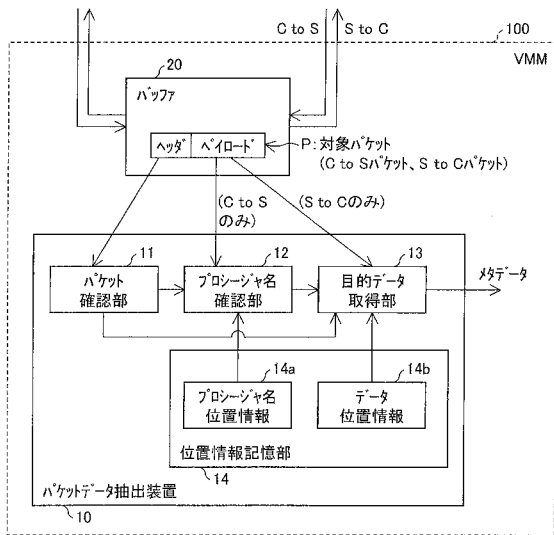 C to S
S to C
100
VMM
20
バッファ
ヘッダ
ペイロード
P:対象パケット
(C to Sパケット、S to Cパケット)
(C to S
のみ)
(S to Cのみ)
11
パケット
確認部
12
プロシージャ名
確認部
13
目的データ
取得部
メタデータ
14a
プロシージャ名
位置情報
14b
データ
位置情報
位置情報記憶部
14
パケットデータ抽出装置
10